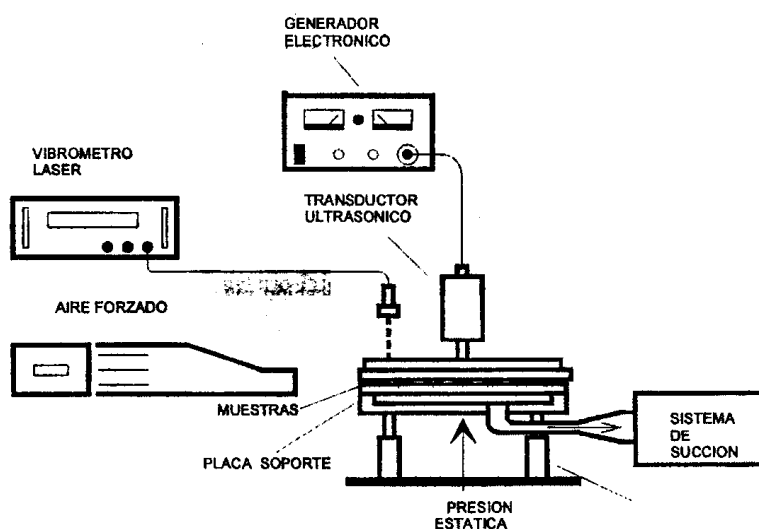 GENERADOR
ELECTRONICO
VIBROMETRO
LASER
TRANSDUCTOR
ULTRASONICO
AIRE FORZADO
MUESTRAS
PLACA SOPORTE
SISTEMA
DE
SUCCION
PRESION
ESTATICA